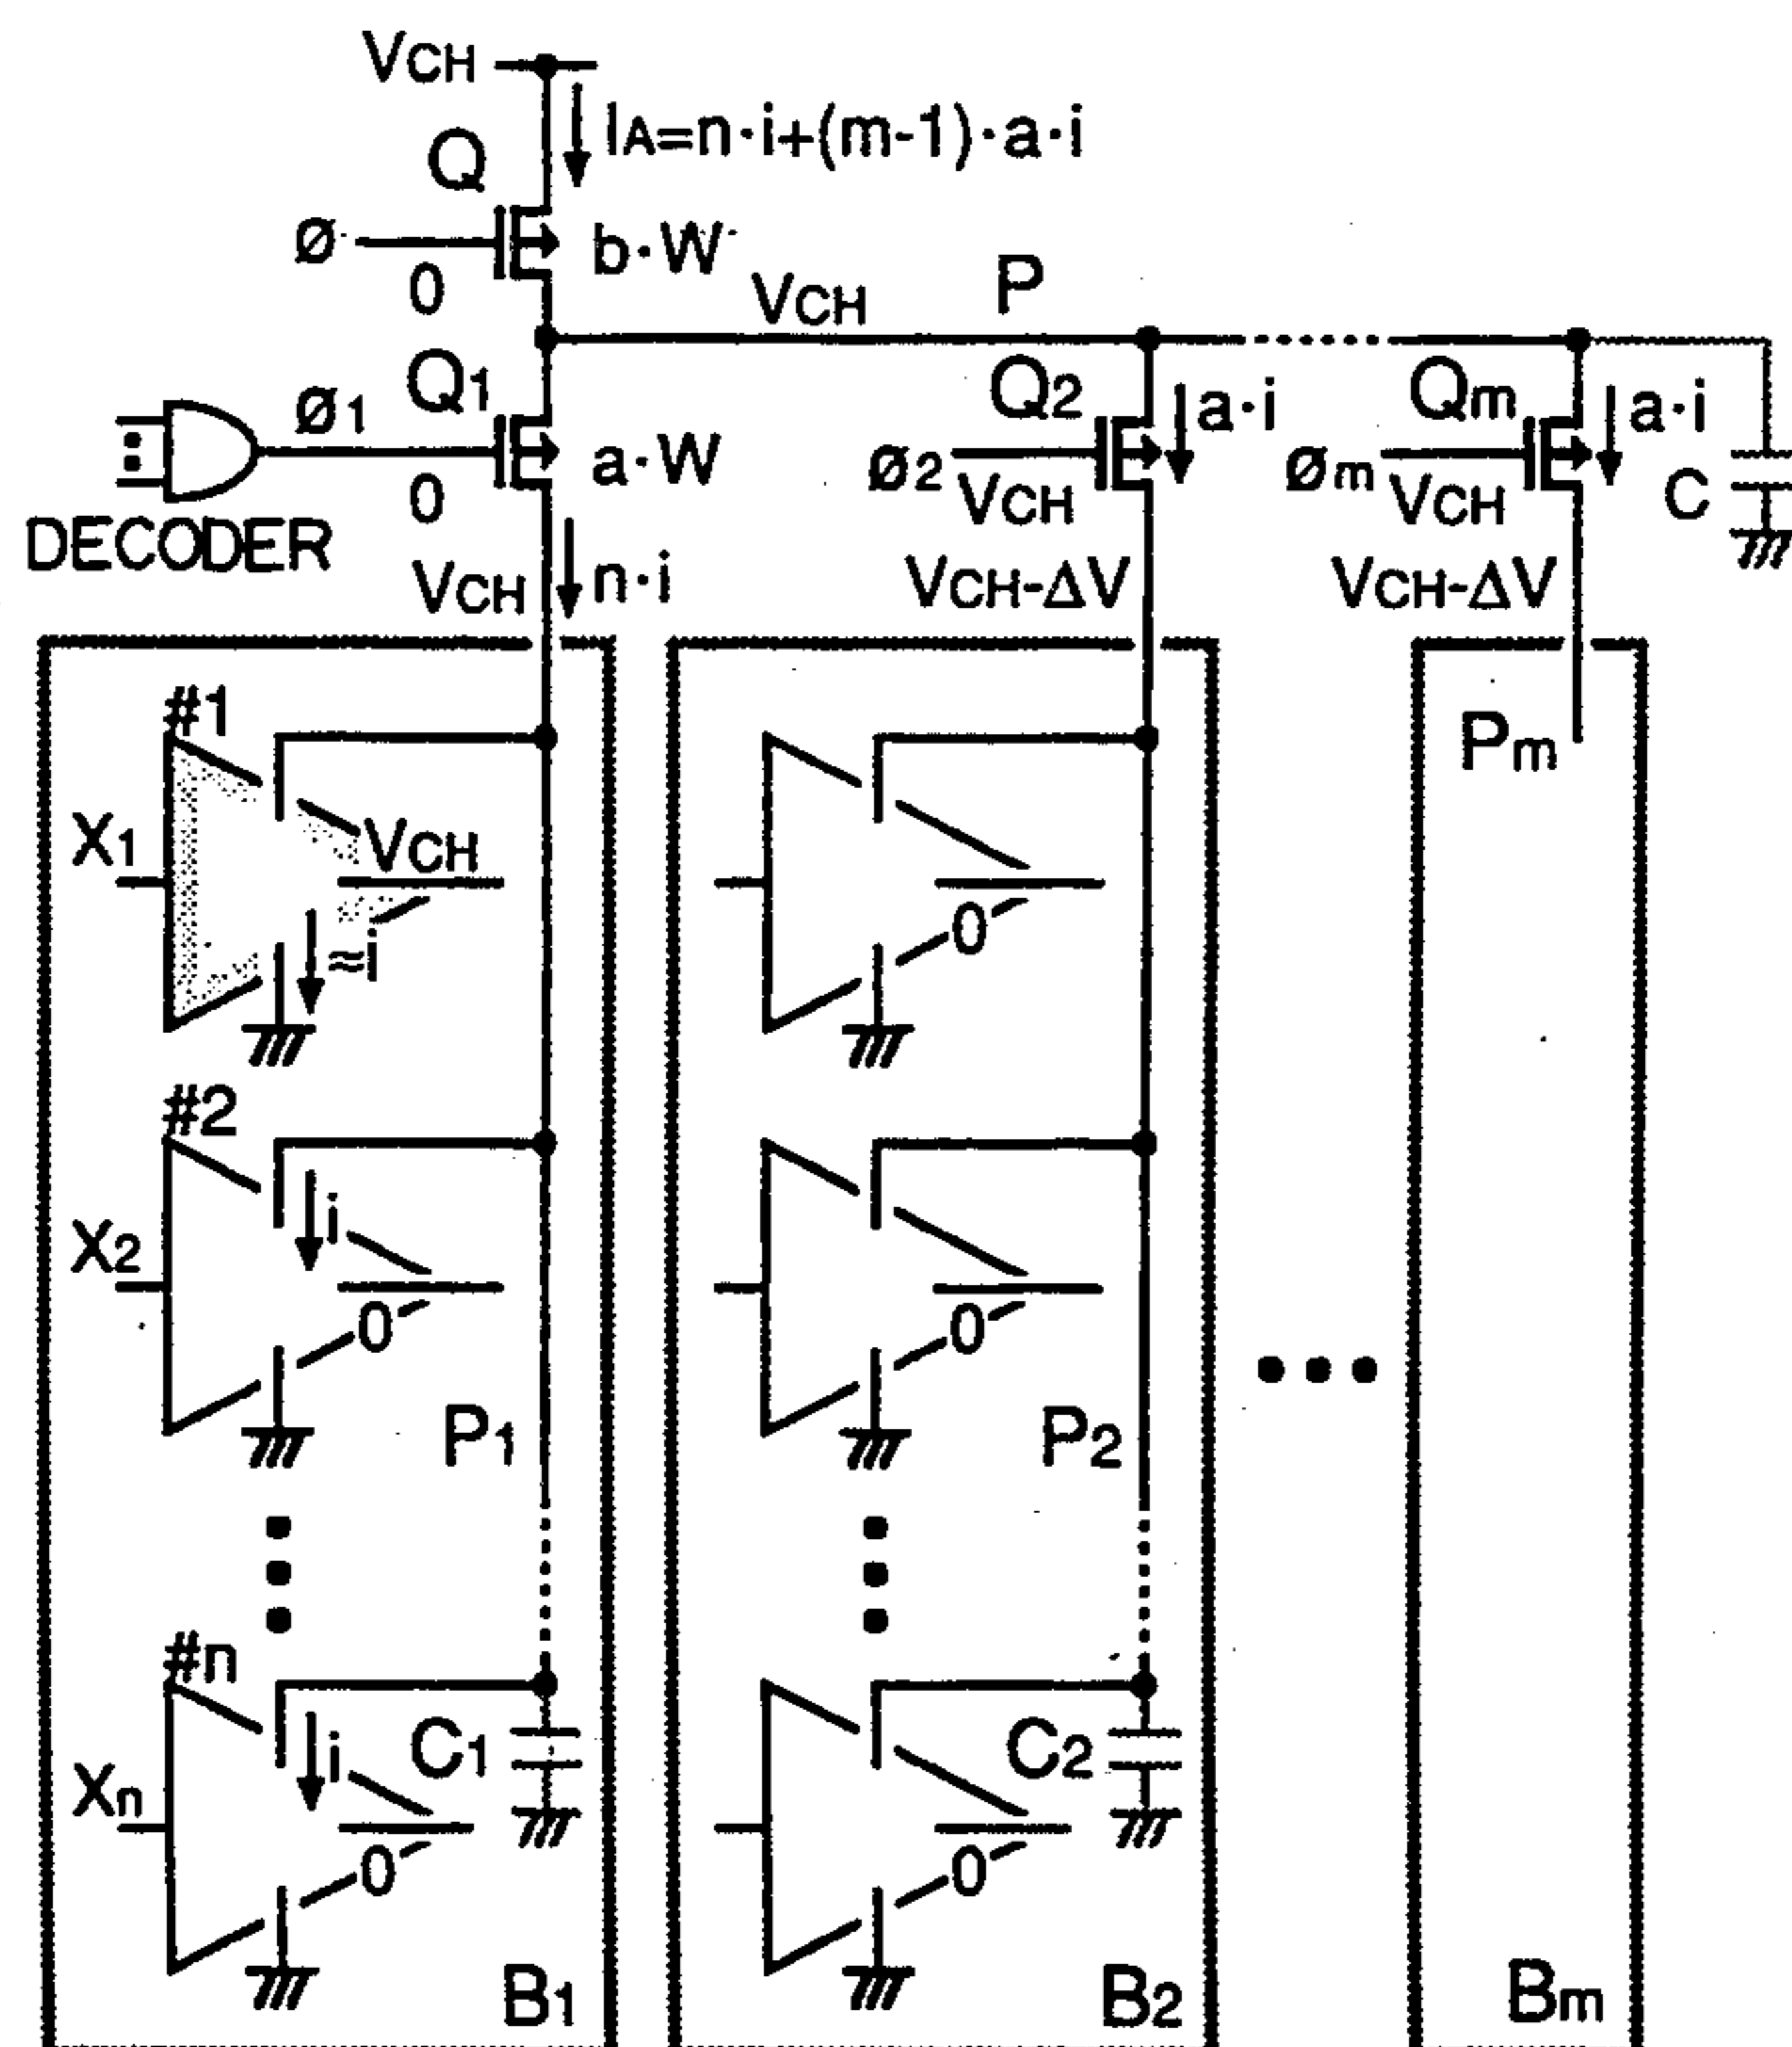 VCH
IA=n·i+(m-1)·a·i
Q
ø
0
b·W
VCH
P
Q1
ø1
0
a·W
DECODER
Q2
a·i
ø2
VCH
Qm
a·i
øm
VCH
C
VCH
n·i
VCH-ΔV
VCH-ΔV
#1
X1
VCH
≈i
0
Pm
#2
X2
i
0
0
P1
P2
#n
Xn
i
0
C1
0
C2
B1
B2
Bm